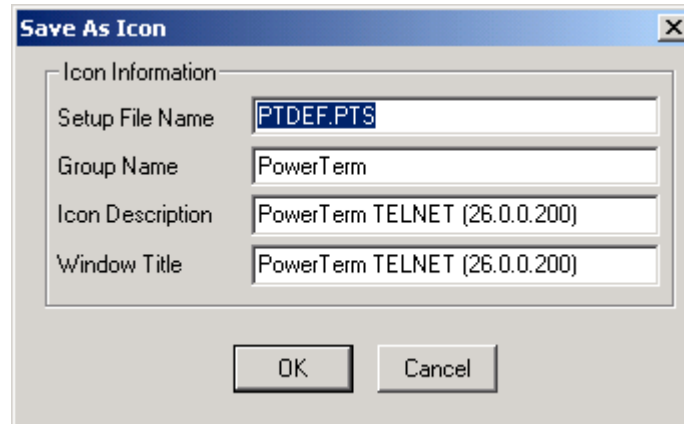 Save As Icon
Icon Information
Setup File Name PTDEF.PTS
Group Name PowerTerm
Icon Description PowerTerm TELNET (26.0.0.200)
Window Title PowerTerm TELNET (26.0.0.200)
OK Cancel